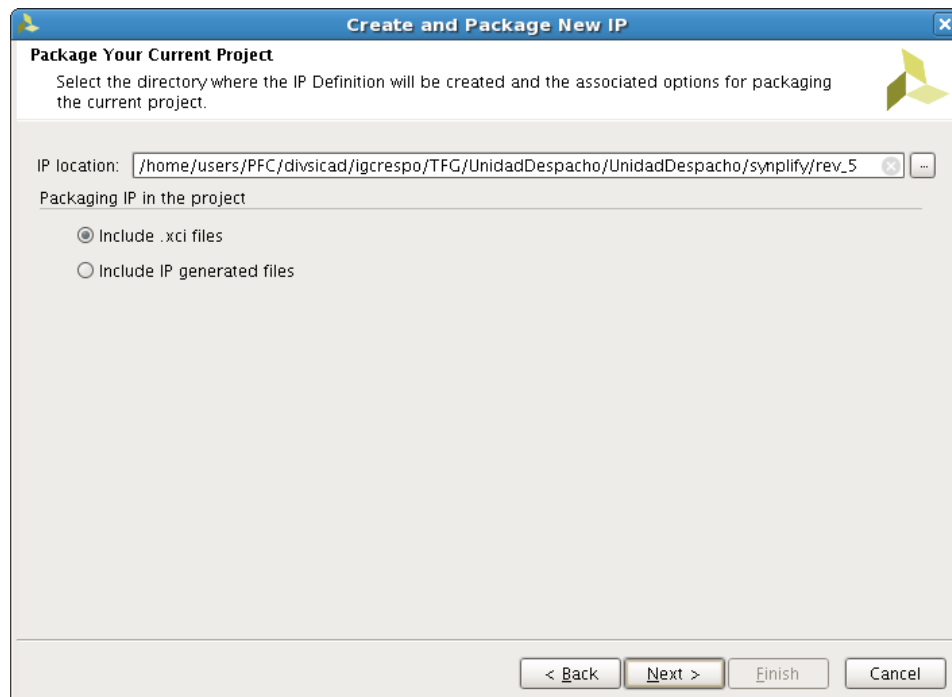 Create and Package New IP
Package Your Current Project
Select the directory where the IP Definition will be created and the associated options for packaging
the current project.
IP location: /home/users/PFC/divsicad/igcrespo/TFG/UnidadDespacho/UnidadDespacho/synplify/rev_5 ...
Packaging IP in the project
Include .xci files
Include IP generated files
< Back Next > Finish Cancel